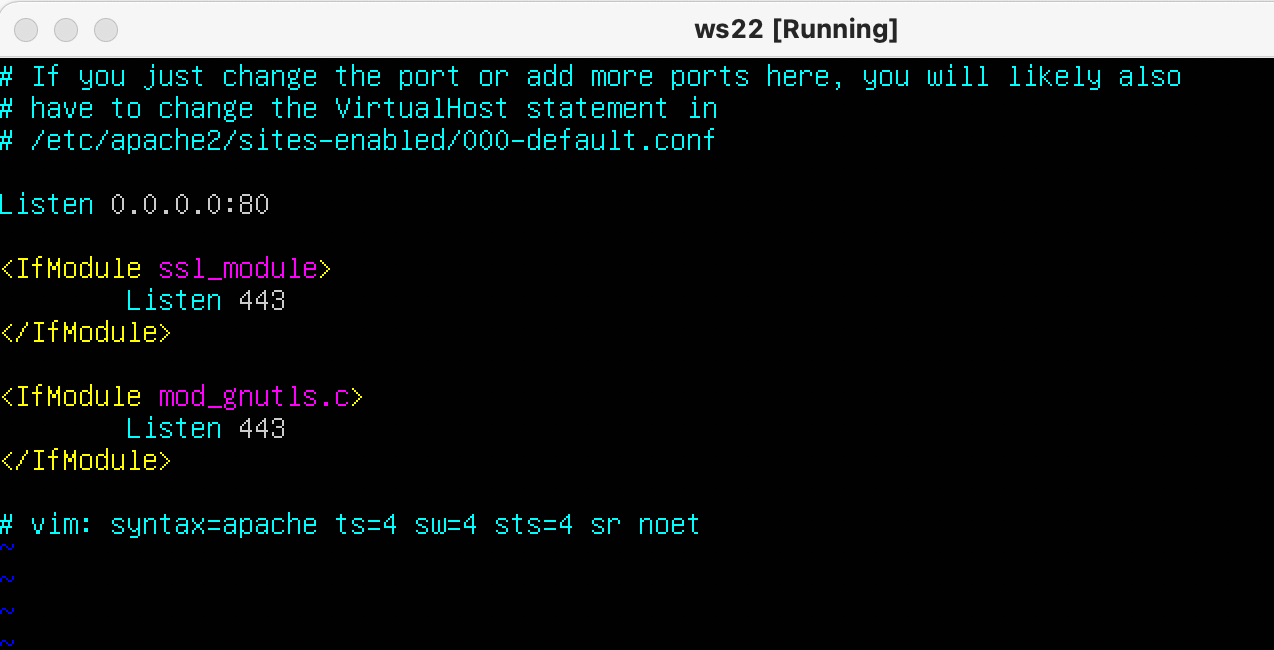 ws22 [Running]
# If you just change the port or add more ports here, you will likely also
# have to change the VirtualHost statement in
# /etc/apache2/sites-enabled/000-default.conf
Listen 0.0.0.0:80
<IfModule ssl_module>
Listen 443
</IfModule>
<IfModule mod_gnutls.c>
Listen 443
</IfModule>
# vim: syntax=apache ts=4 sw=4 sts=4 sr noet
~
~
~
~